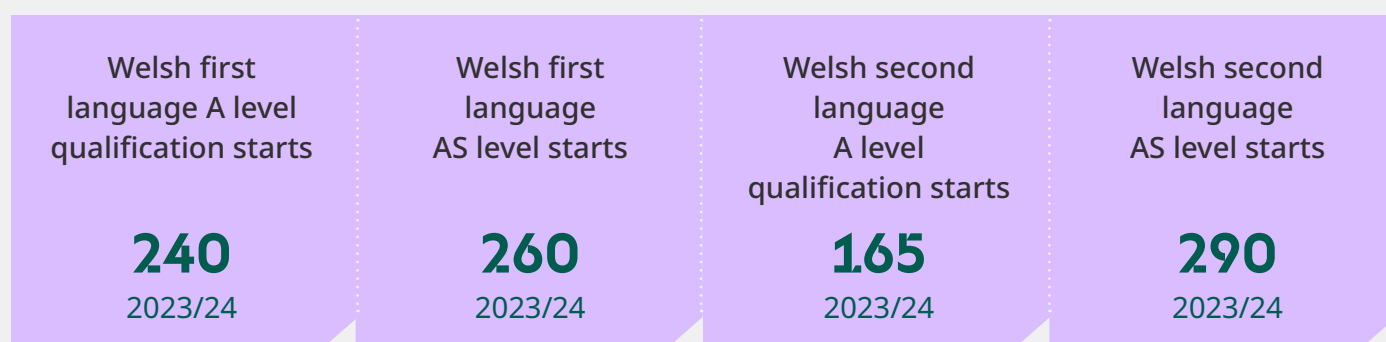 Welsh first
language A level
qualification starts
240
2023/24
Welsh first
language
AS level starts
260
2023/24
Welsh second
language
A level
qualification starts
165
2023/24
Welsh second
language
AS level starts
290
2023/24